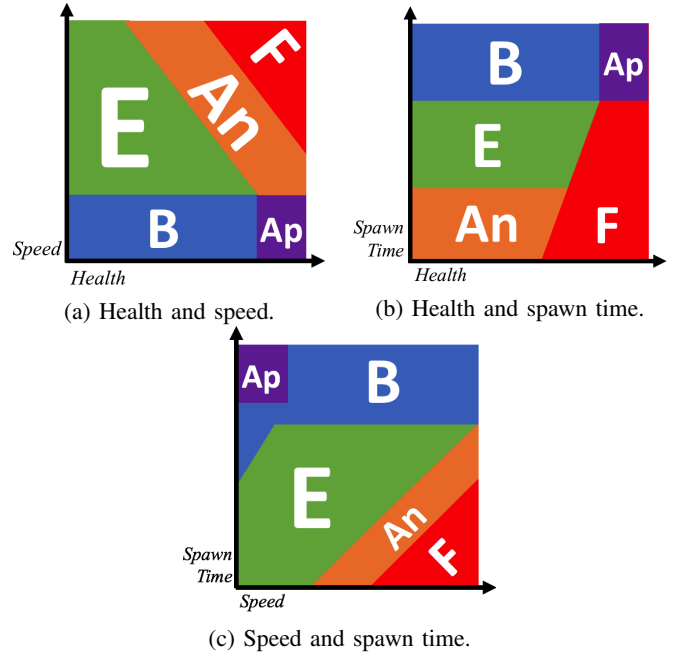 F
An
E
B
Ap
Speed
Health
(a) Health and speed.
B
Ap
E
An
F
Spawn
Time
Health
(b) Health and spawn time.
Ap
B
E
An
F
Spawn
Time
Speed
(c) Speed and spawn time.